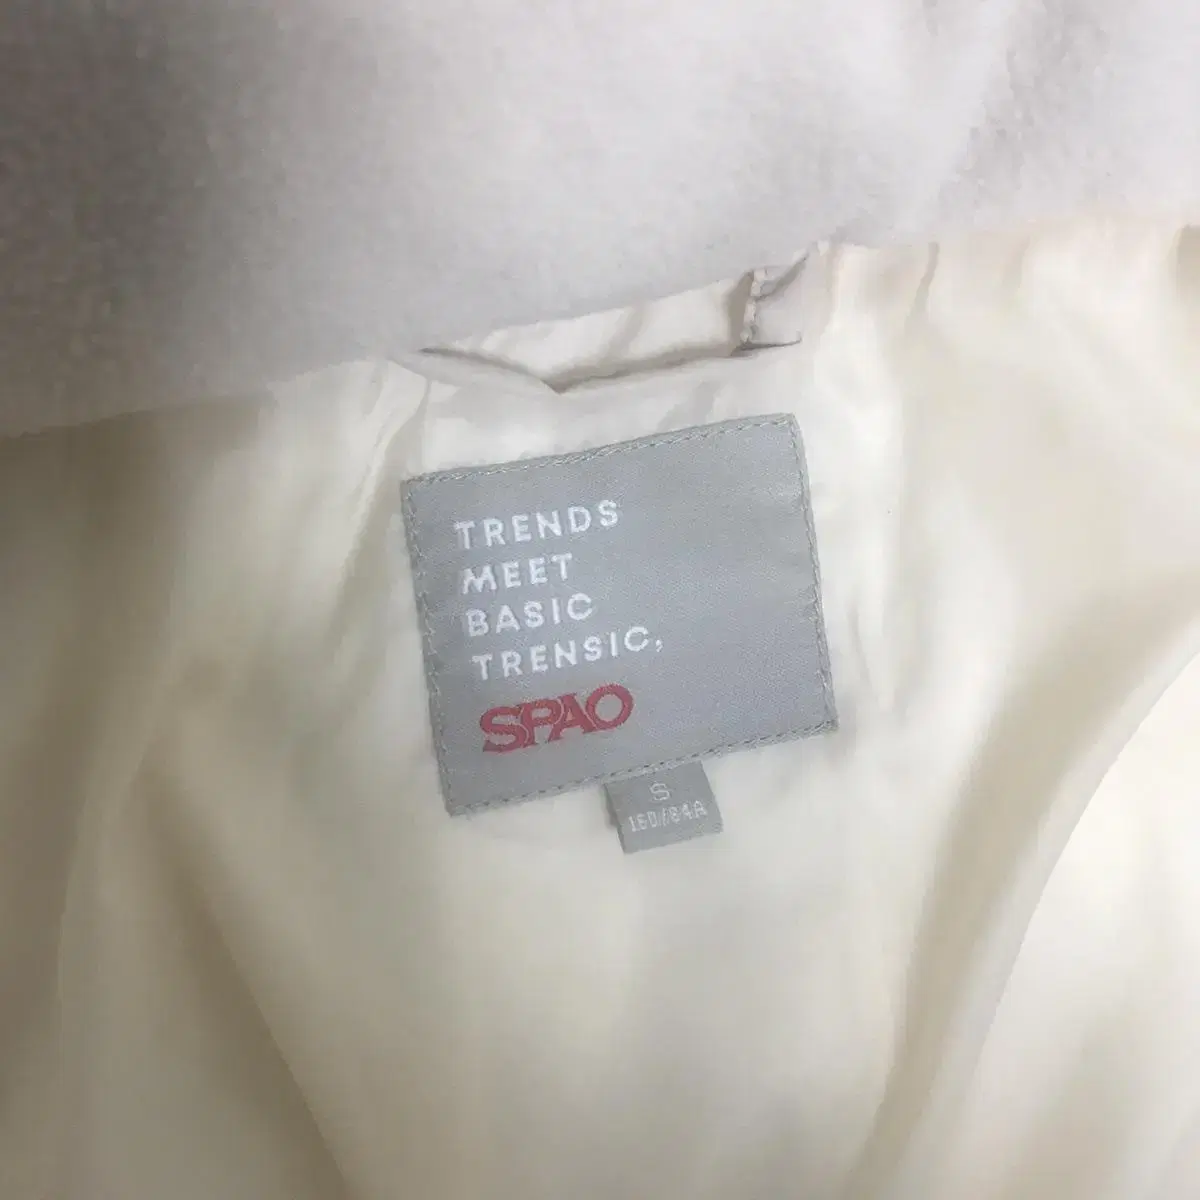 TRENDS
MEET
BASIC
TRENSIC,
SPAO
S
160/84A